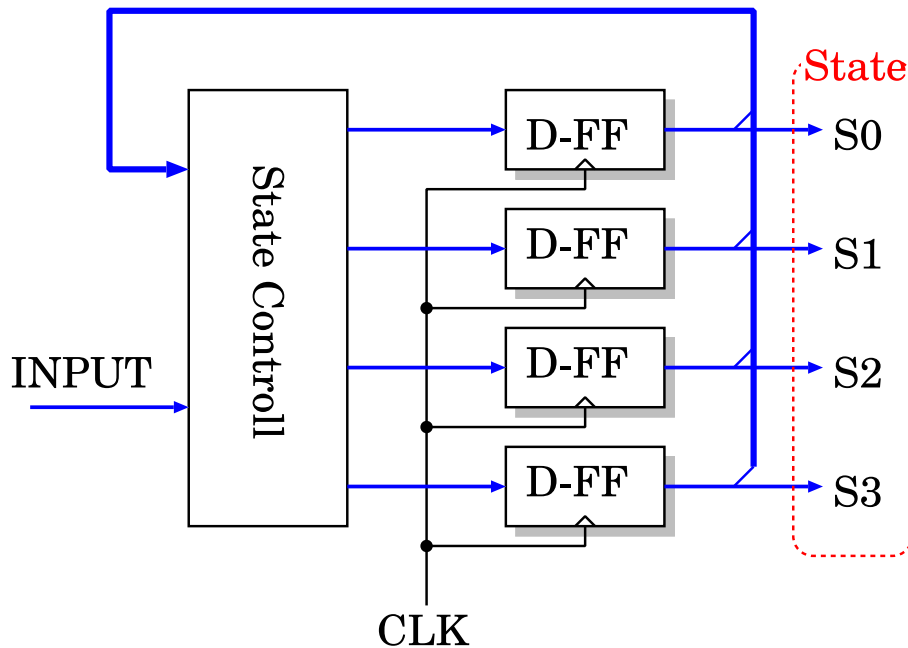 State
D-FF
S0
D-FF
S1
State Controll
INPUT
D-FF
S2
D-FF
S3
CLK